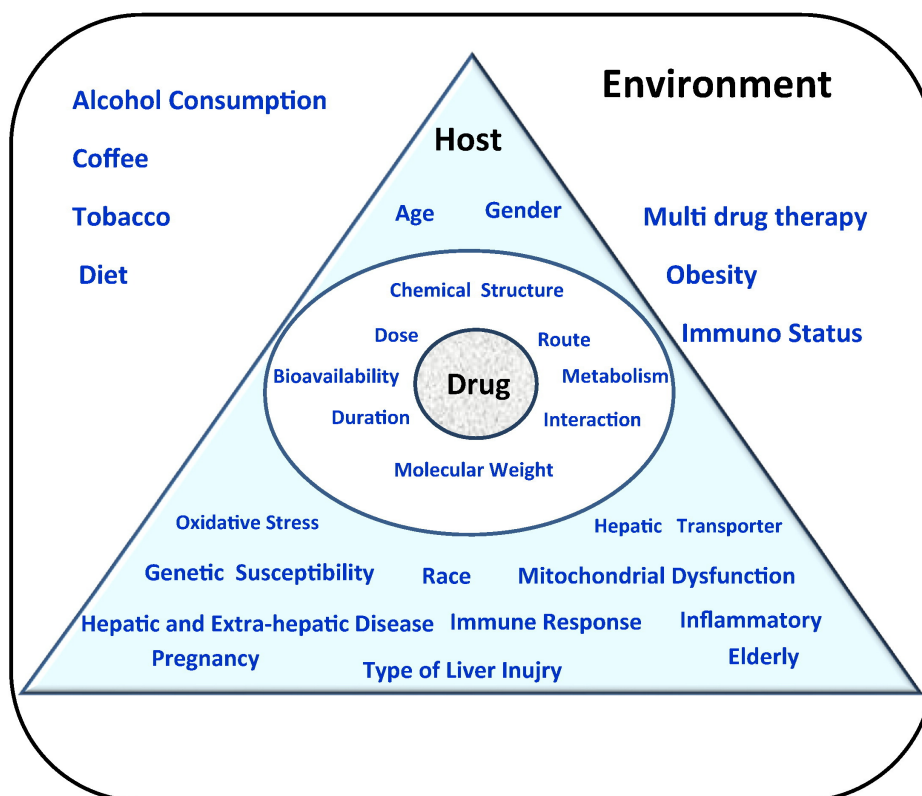 Environment
Alcohol Consumption
Coffee
Tobacco
Diet
Multi drug therapy
Obesity
Immuno Status
Host
Age
Gender
Chemical Structure
Dose
Route
Bioavailability
Drug
Metabolism
Duration
Interaction
Molecular Weight
Oxidative Stress
Hepatic Transporter
Genetic Susceptibility
Race
Mitochondrial Dysfunction
Hepatic and Extra-hepatic Disease
Immune Response
Inflammatory
Pregnancy
Type of Liver Inujry
Elderly